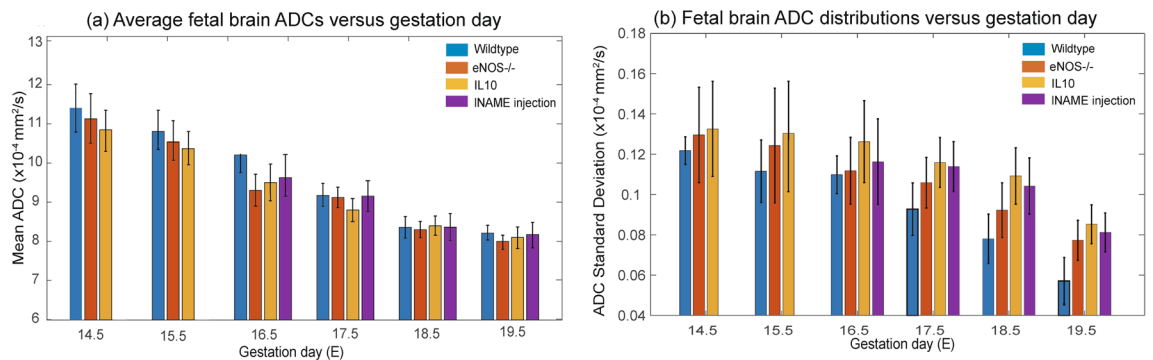 (a) Average fetal brain ADCs versus gestation day
13
12
11
10
9
8
7
6
Mean ADC (x10⁻⁴ mm²/s)
Wildtype
eNOS-/-
IL10
lNAME injection
14.5
15.5
16.5
17.5
18.5
19.5
Gestation day (E)
(b) Fetal brain ADC distributions versus gestation day
0.18
0.16
0.14
0.12
0.1
0.08
0.06
0.04
ADC Standard Deviation (x10⁻⁴ mm²/s)
Wildtype
eNOS-/-
IL10
lNAME injection
14.5
15.5
16.5
17.5
18.5
19.5
Gestation day (E)